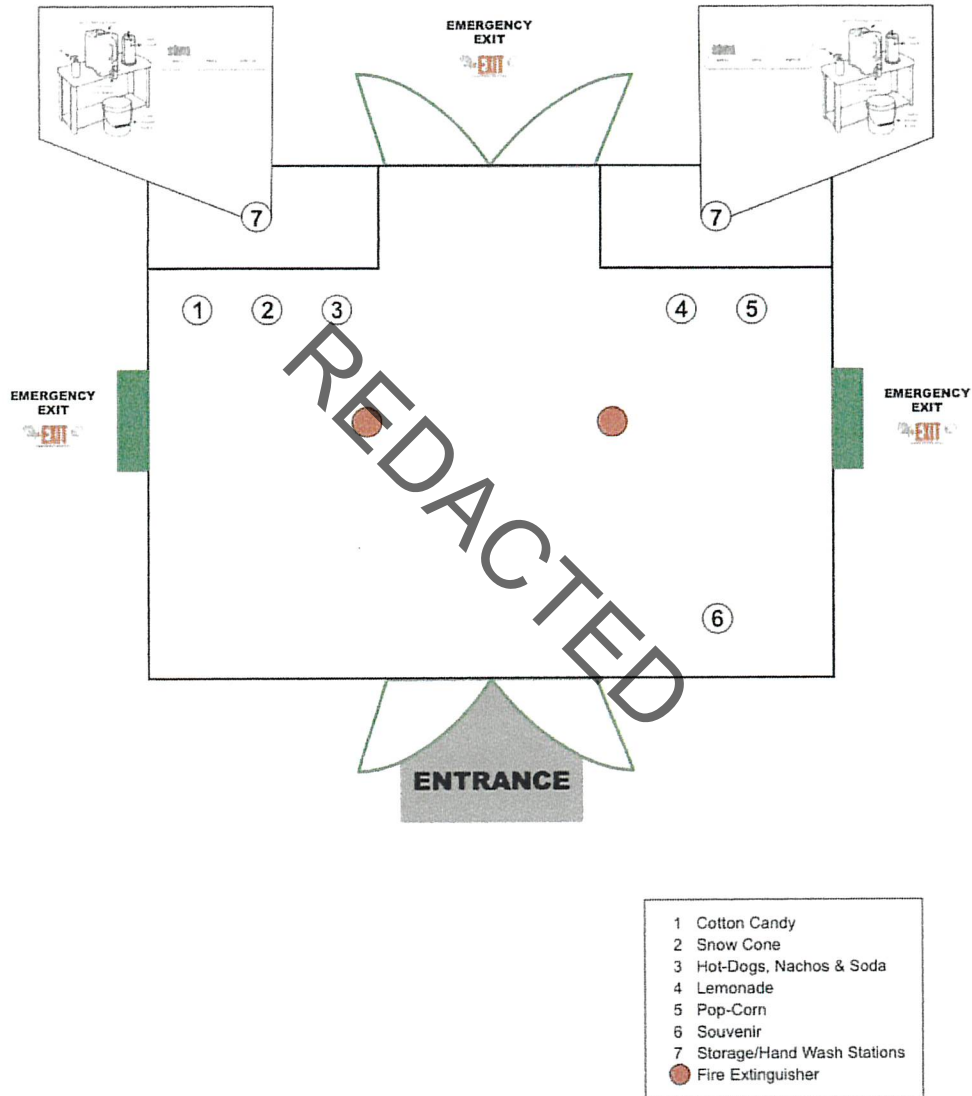 EMERGENCY
EXIT
EXIT
7
7
1
2
3
4
5
EMERGENCY
EXIT
EXIT
EMERGENCY
EXIT
EXIT
REDACTED
6
ENTRANCE
1 Cotton Candy
2 Snow Cone
3 Hot-Dogs, Nachos & Soda
4 Lemonade
5 Pop-Corn
6 Souvenir
7 Storage/Hand Wash Stations
Fire Extinguisher